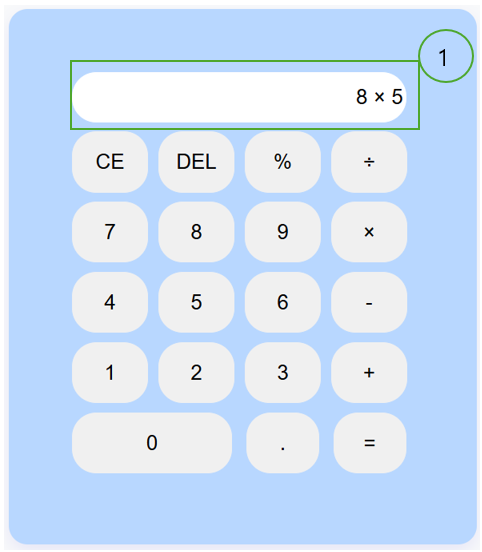 1
8 × 5
CE DEL % ÷
7 8 9 ×
4 5 6 -
1 2 3 +
0 . =